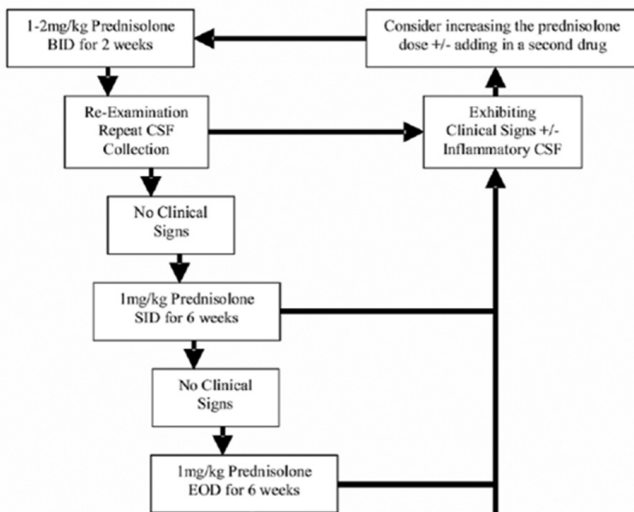 1-2mg/kg Prednisolone
BID for 2 weeks
Consider increasing the prednisolone
dose +/- adding in a second drug
Re-Examination
Repeat CSF
Collection
Exhibiting
Clinical Signs +/-
Inflammatory CSF
No Clinical
Signs
1mg/kg Prednisolone
SID for 6 weeks
No Clinical
Signs
1mg/kg Prednisolone
EOD for 6 weeks